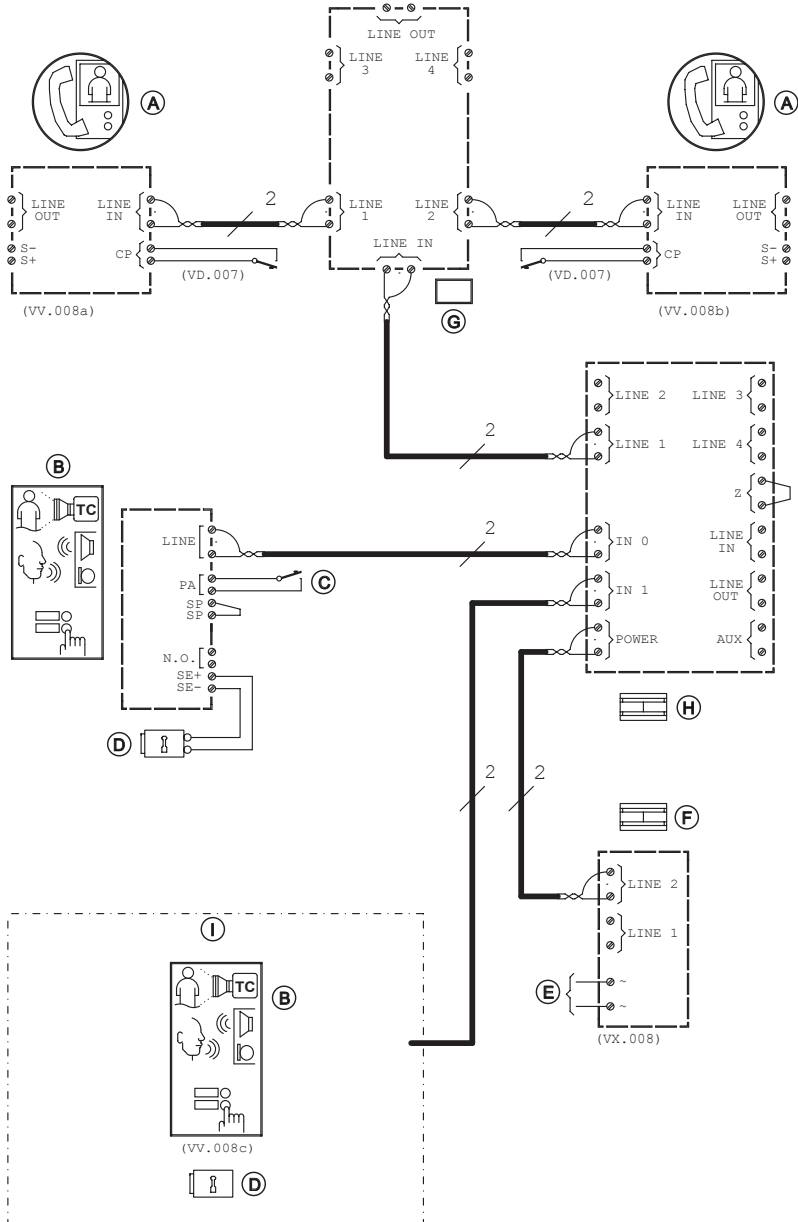 LINE OUT
LINE 3
LINE 4
A
A
LINE OUT
LINE IN
2
LINE 1
LINE 2
2
LINE IN
LINE OUT
S-
S+
CP
(VD.007)
LINE IN
(VD.007)
CP
S-
S+
(VV.008a)
G
(VV.008b)
LINE 2
LINE 3
2
LINE 1
LINE 4
B
TC
Z
LINE
2
IN 0
LINE IN
PA
C
IN 1
LINE OUT
SP
SP
POWER
AUX
N.O.
SE+
SE-
H
D
2
2
F
LINE 2
I
LINE 1
TC
B
E
~
~
(VX.008)
(VV.008c)
D